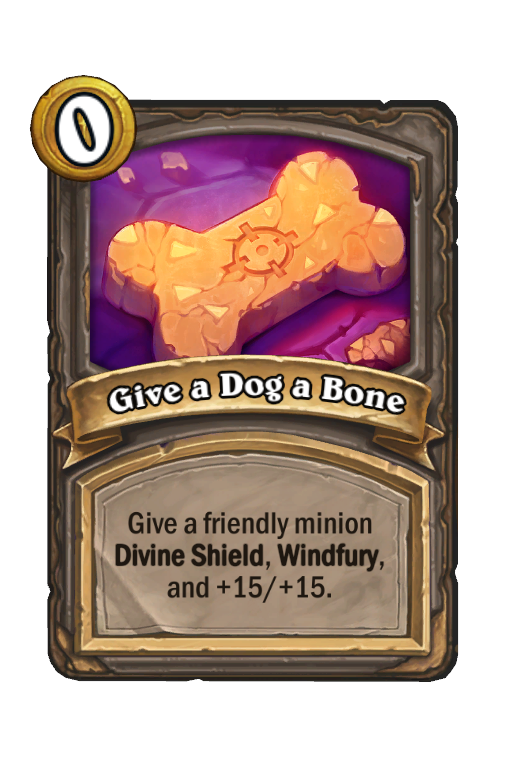 0
Give a Dog a Bone
Give a friendly minion
Divine Shield, Windfury,
and +15/+15.